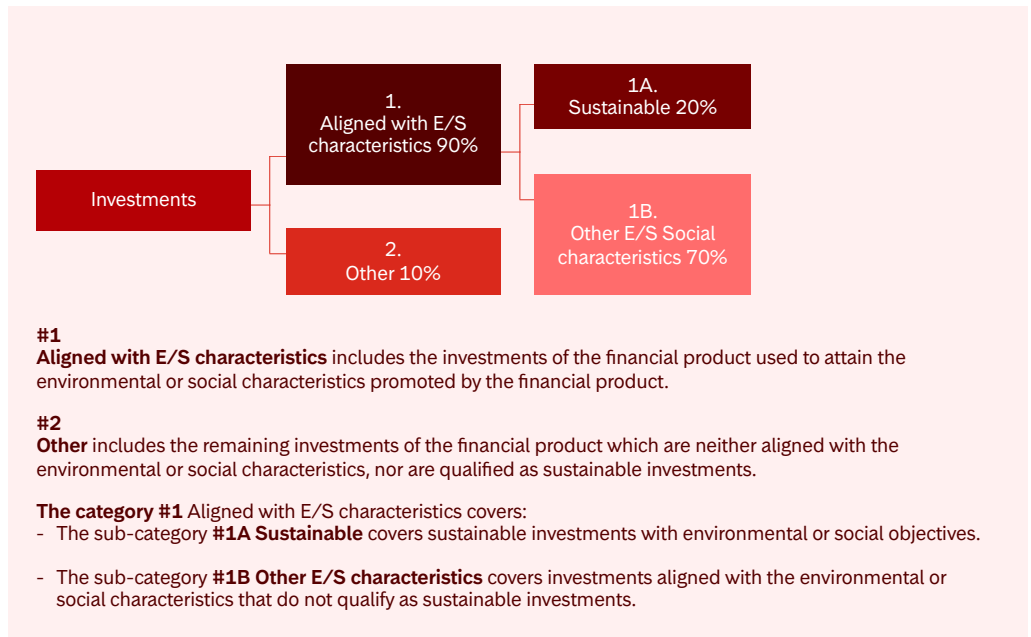 Investments
1.
Aligned with E/S
characteristics 90%
2.
Other 10%
1A.
Sustainable 20%
1B.
Other E/S Social
characteristics 70%
#1
Aligned with E/S characteristics includes the investments of the financial product used to attain the
environmental or social characteristics promoted by the financial product.
#2
Other includes the remaining investments of the financial product which are neither aligned with the
environmental or social characteristics, nor are qualified as sustainable investments.
The category #1 Aligned with E/S characteristics covers:
- The sub-category #1A Sustainable covers sustainable investments with environmental or social objectives.
- The sub-category #1B Other E/S characteristics covers investments aligned with the environmental or
social characteristics that do not qualify as sustainable investments.